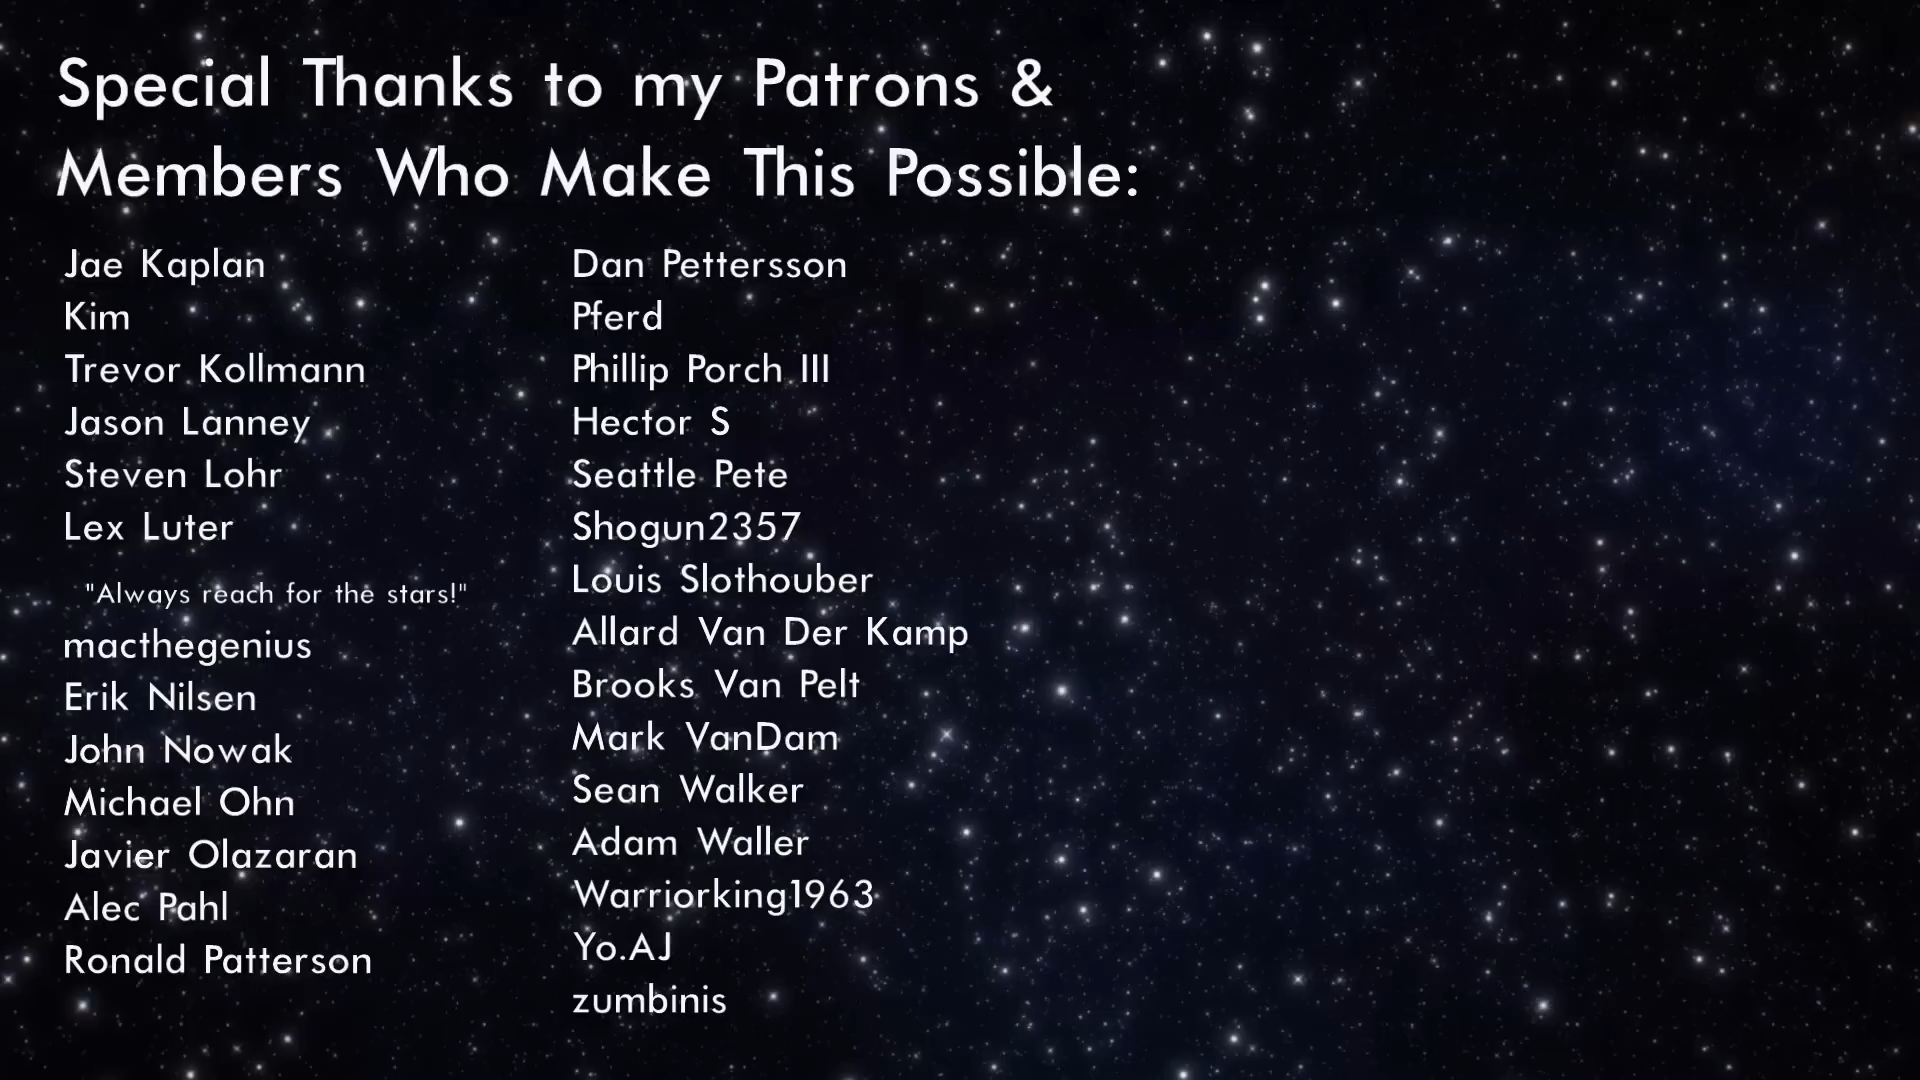 Special Thanks to my Patrons &
Members Who Make This Possible:
Jae Kaplan
Kim
Trevor Kollmann
Jason Lanney
Steven Lohr
Lex Luter
"Always reach for the stars!"
macthegenius
Erik Nilsen
John Nowak
Michael Ohn
Javier Olazaran
Alec Pahl
Ronald Patterson
Dan Pettersson
Pferd
Phillip Porch III
Hector S
Seattle Pete
Shogun2357
Louis Slothouber
Allard Van Der Kamp
Brooks Van Pelt
Mark VanDam
Sean Walker
Adam Waller
Warriorking1963
Yo.AJ
zumbinis